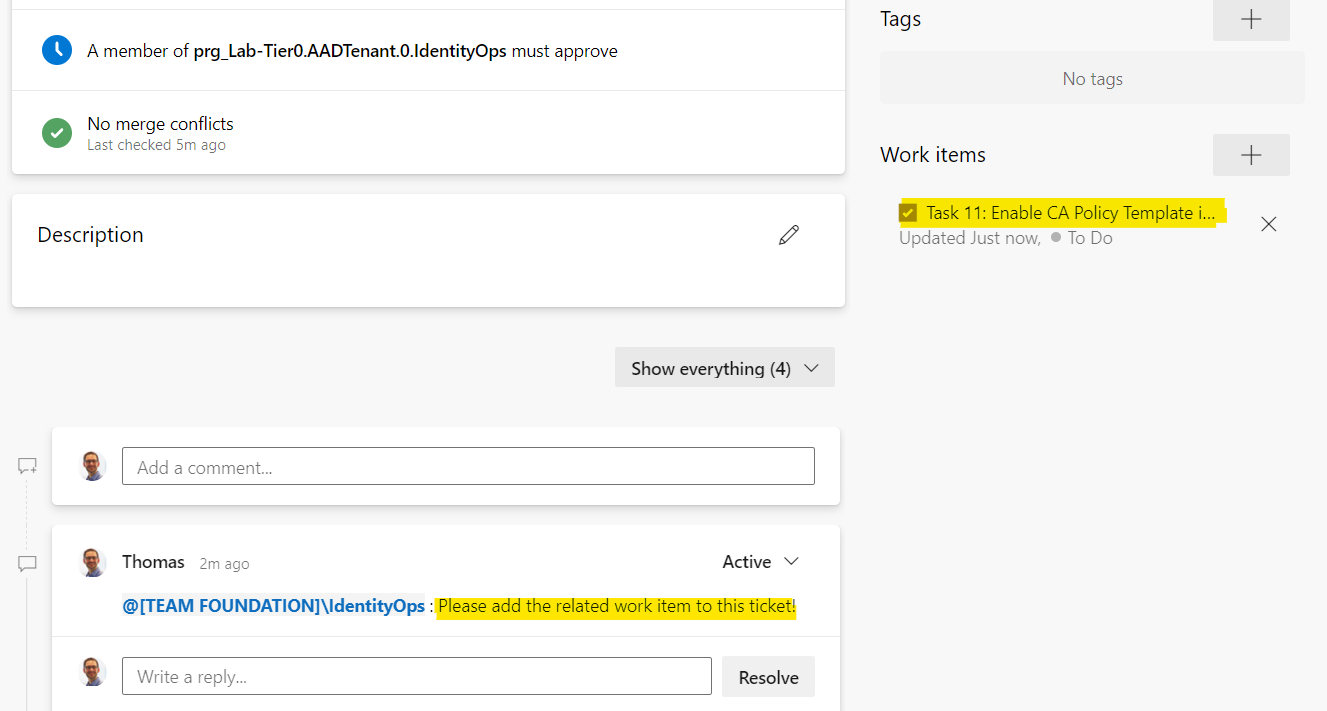 A member of prg_Lab-Tier0.AADTenant.0.IdentityOps must approve
No merge conflicts
Last checked 5m ago
Description
Show everything (4)
Add a comment...
Thomas 2m ago Active
@[TEAM FOUNDATION]\IdentityOps : Please add the related work item to this ticket!
Write a reply... Resolve
Tags
No tags
Work items
Task 11: Enable CA Policy Template i...
Updated Just now, To Do